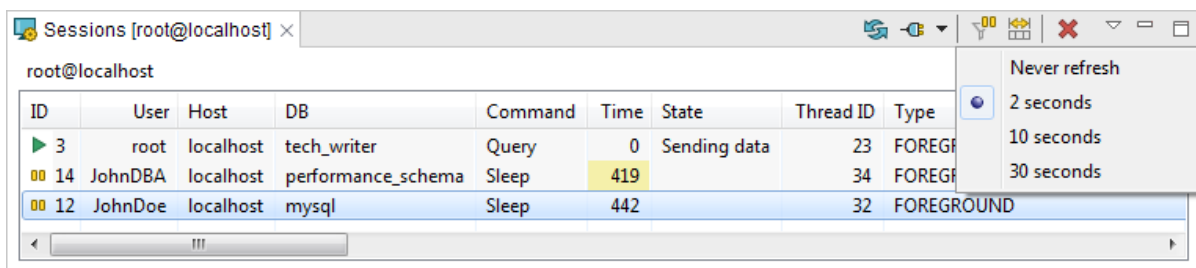 Sessions [root@localhost]
root@localhost
Never refresh
2 seconds
10 seconds
30 seconds
ID User Host DB Command Time State Thread ID Type
3 root localhost tech_writer Query 0 Sending data 23 FOREGF
14 JohnDBA localhost performance_schema Sleep 419 34 FOREGF
12 JohnDoe localhost mysql Sleep 442 32 FOREGROUND